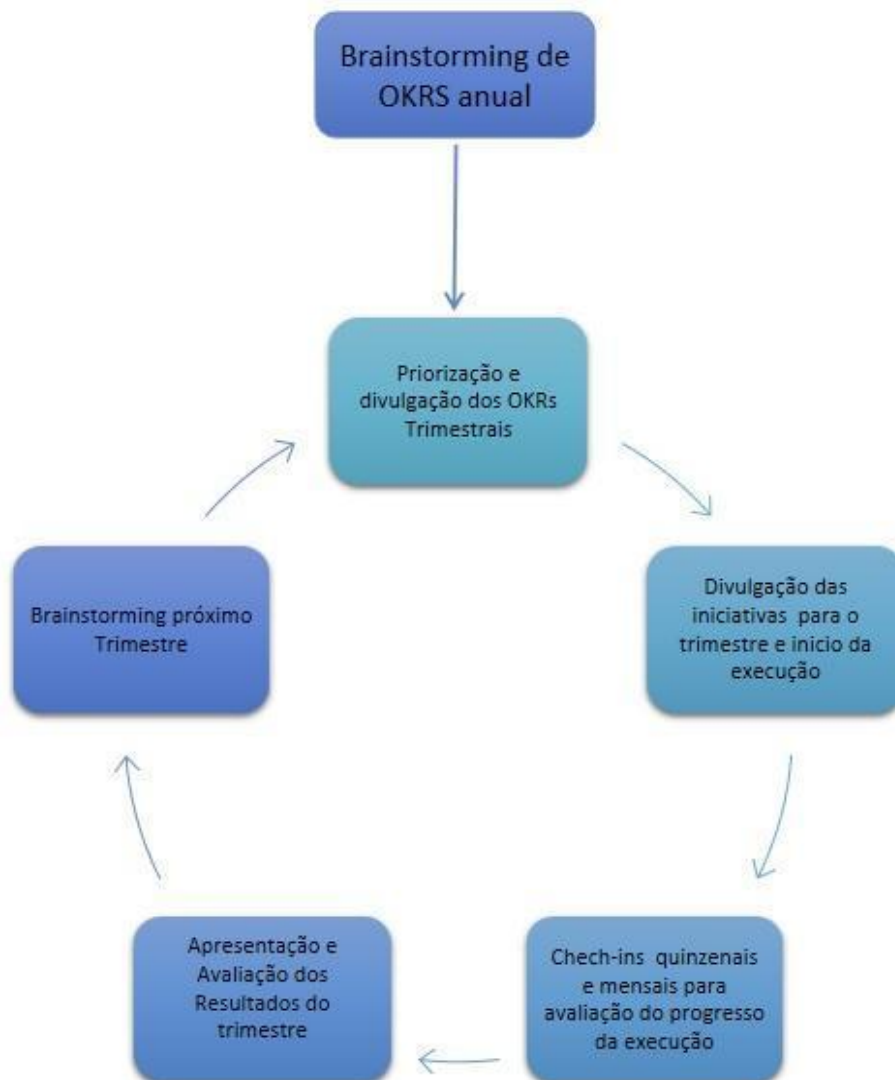 Brainstorming de
OKRS anual
Priorização e
divulgação dos OKRs
Trimestrais
Divulgação das
iniciativas para o
trimestre e inicio da
execução
Chech-ins quinzenais
e mensais para
avaliação do progresso
da execução
Apresentação e
Avaliação dos
Resultados do
trimestre
Brainstorming próximo
Trimestre